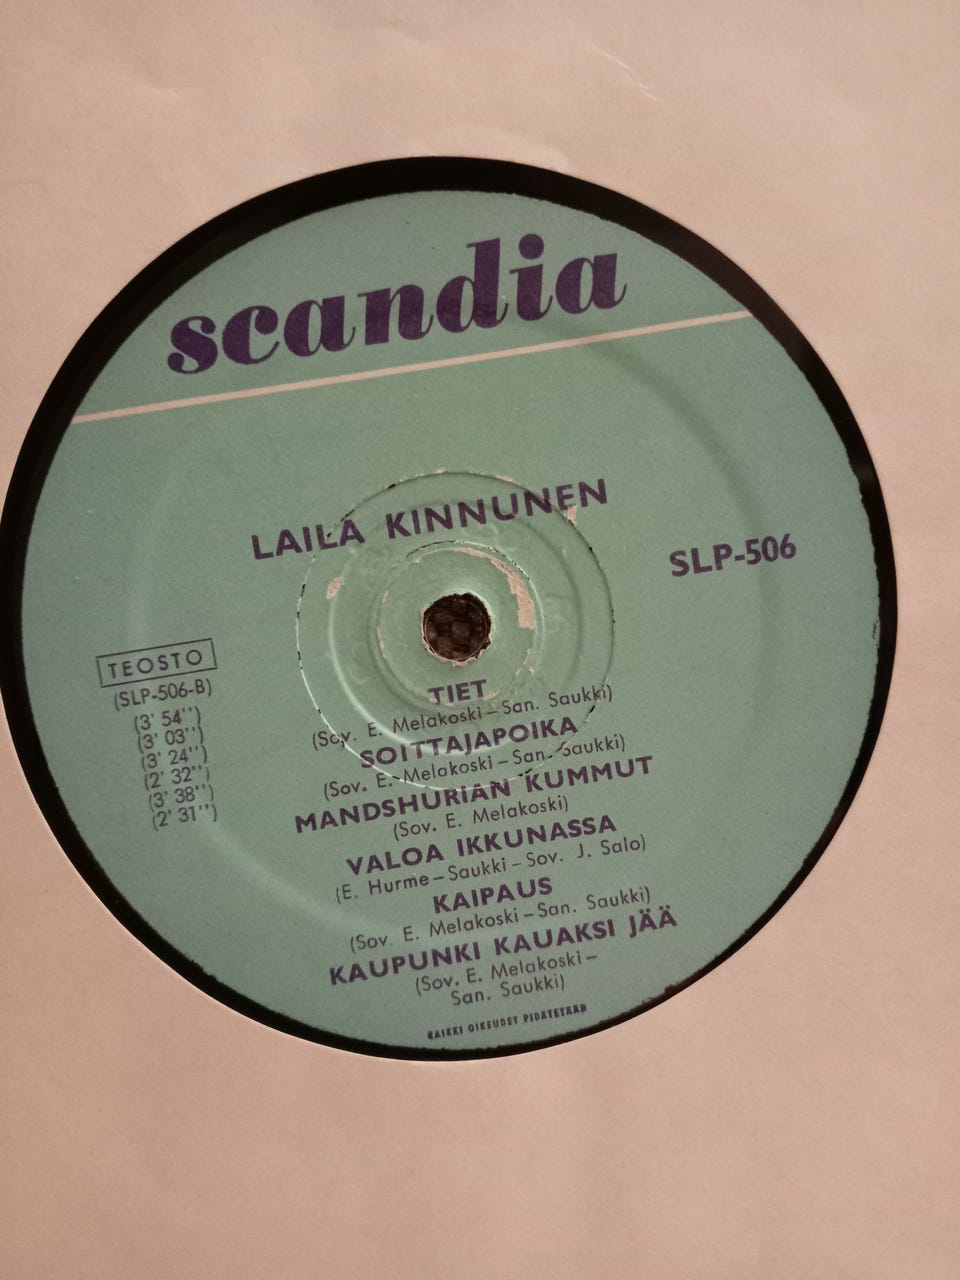 scandia
LAILA KINNUNEN
SLP-506
TEOSTO
(SLP-506-B)
(3' 54'')
(3' 03'')
(3' 24'')
(2' 32'')
(3' 38'')
(2' 31'')
TIET
(Sov. E. Melakoski – San. Saukki)
SOITTAJAPOIKA
(Sov. E. Melakoski – San. Saukki)
MANDSHURIAN KUMMUT
(Sov. E. Melakoski)
VALOA IKKUNASSA
(E. Hurme – Saukki – Sov. J. Salo)
KAIPAUS
(Sov. E. Melakoski – San. Saukki)
KAUPUNKI KAUAKSI JÄÄ
(Sov. E. Melakoski –
San. Saukki)
KAIKKI OIKEUDET PIDÄTETÄÄN